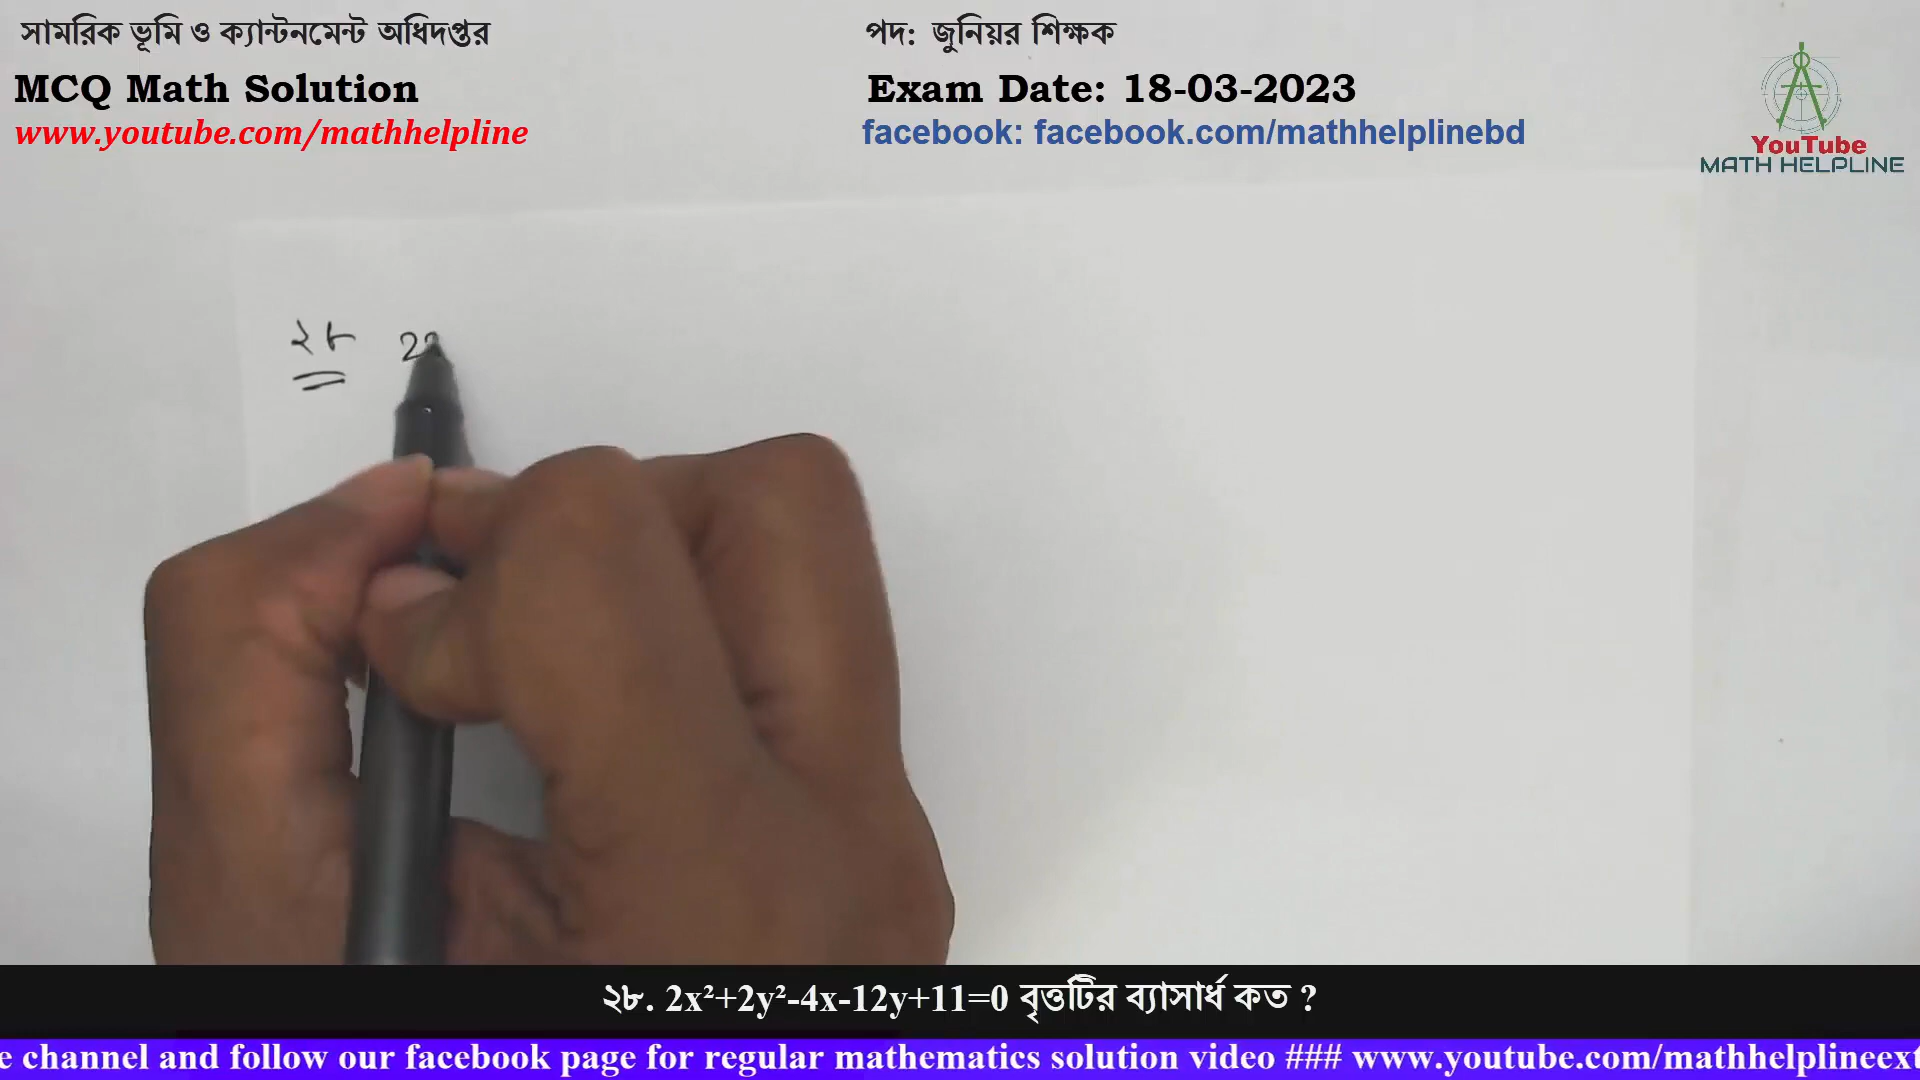 সামরিক ভূমি ও ক্যান্টনমেন্ট অধিদপ্তর
পদ: জুনিয়র শিক্ষক
MCQ Math Solution
Exam Date: 18-03-2023
www.youtube.com/mathhelpline
facebook: facebook.com/mathhelplinebd
YouTube
MATH HELPLINE
২৮
২৮. 2x²+2y²-4x-12y+11=0 বৃত্তটির ব্যাসার্ধ কত ?
e channel and follow our facebook page for regular mathematics solution video ### www.youtube.com/mathhelplineext